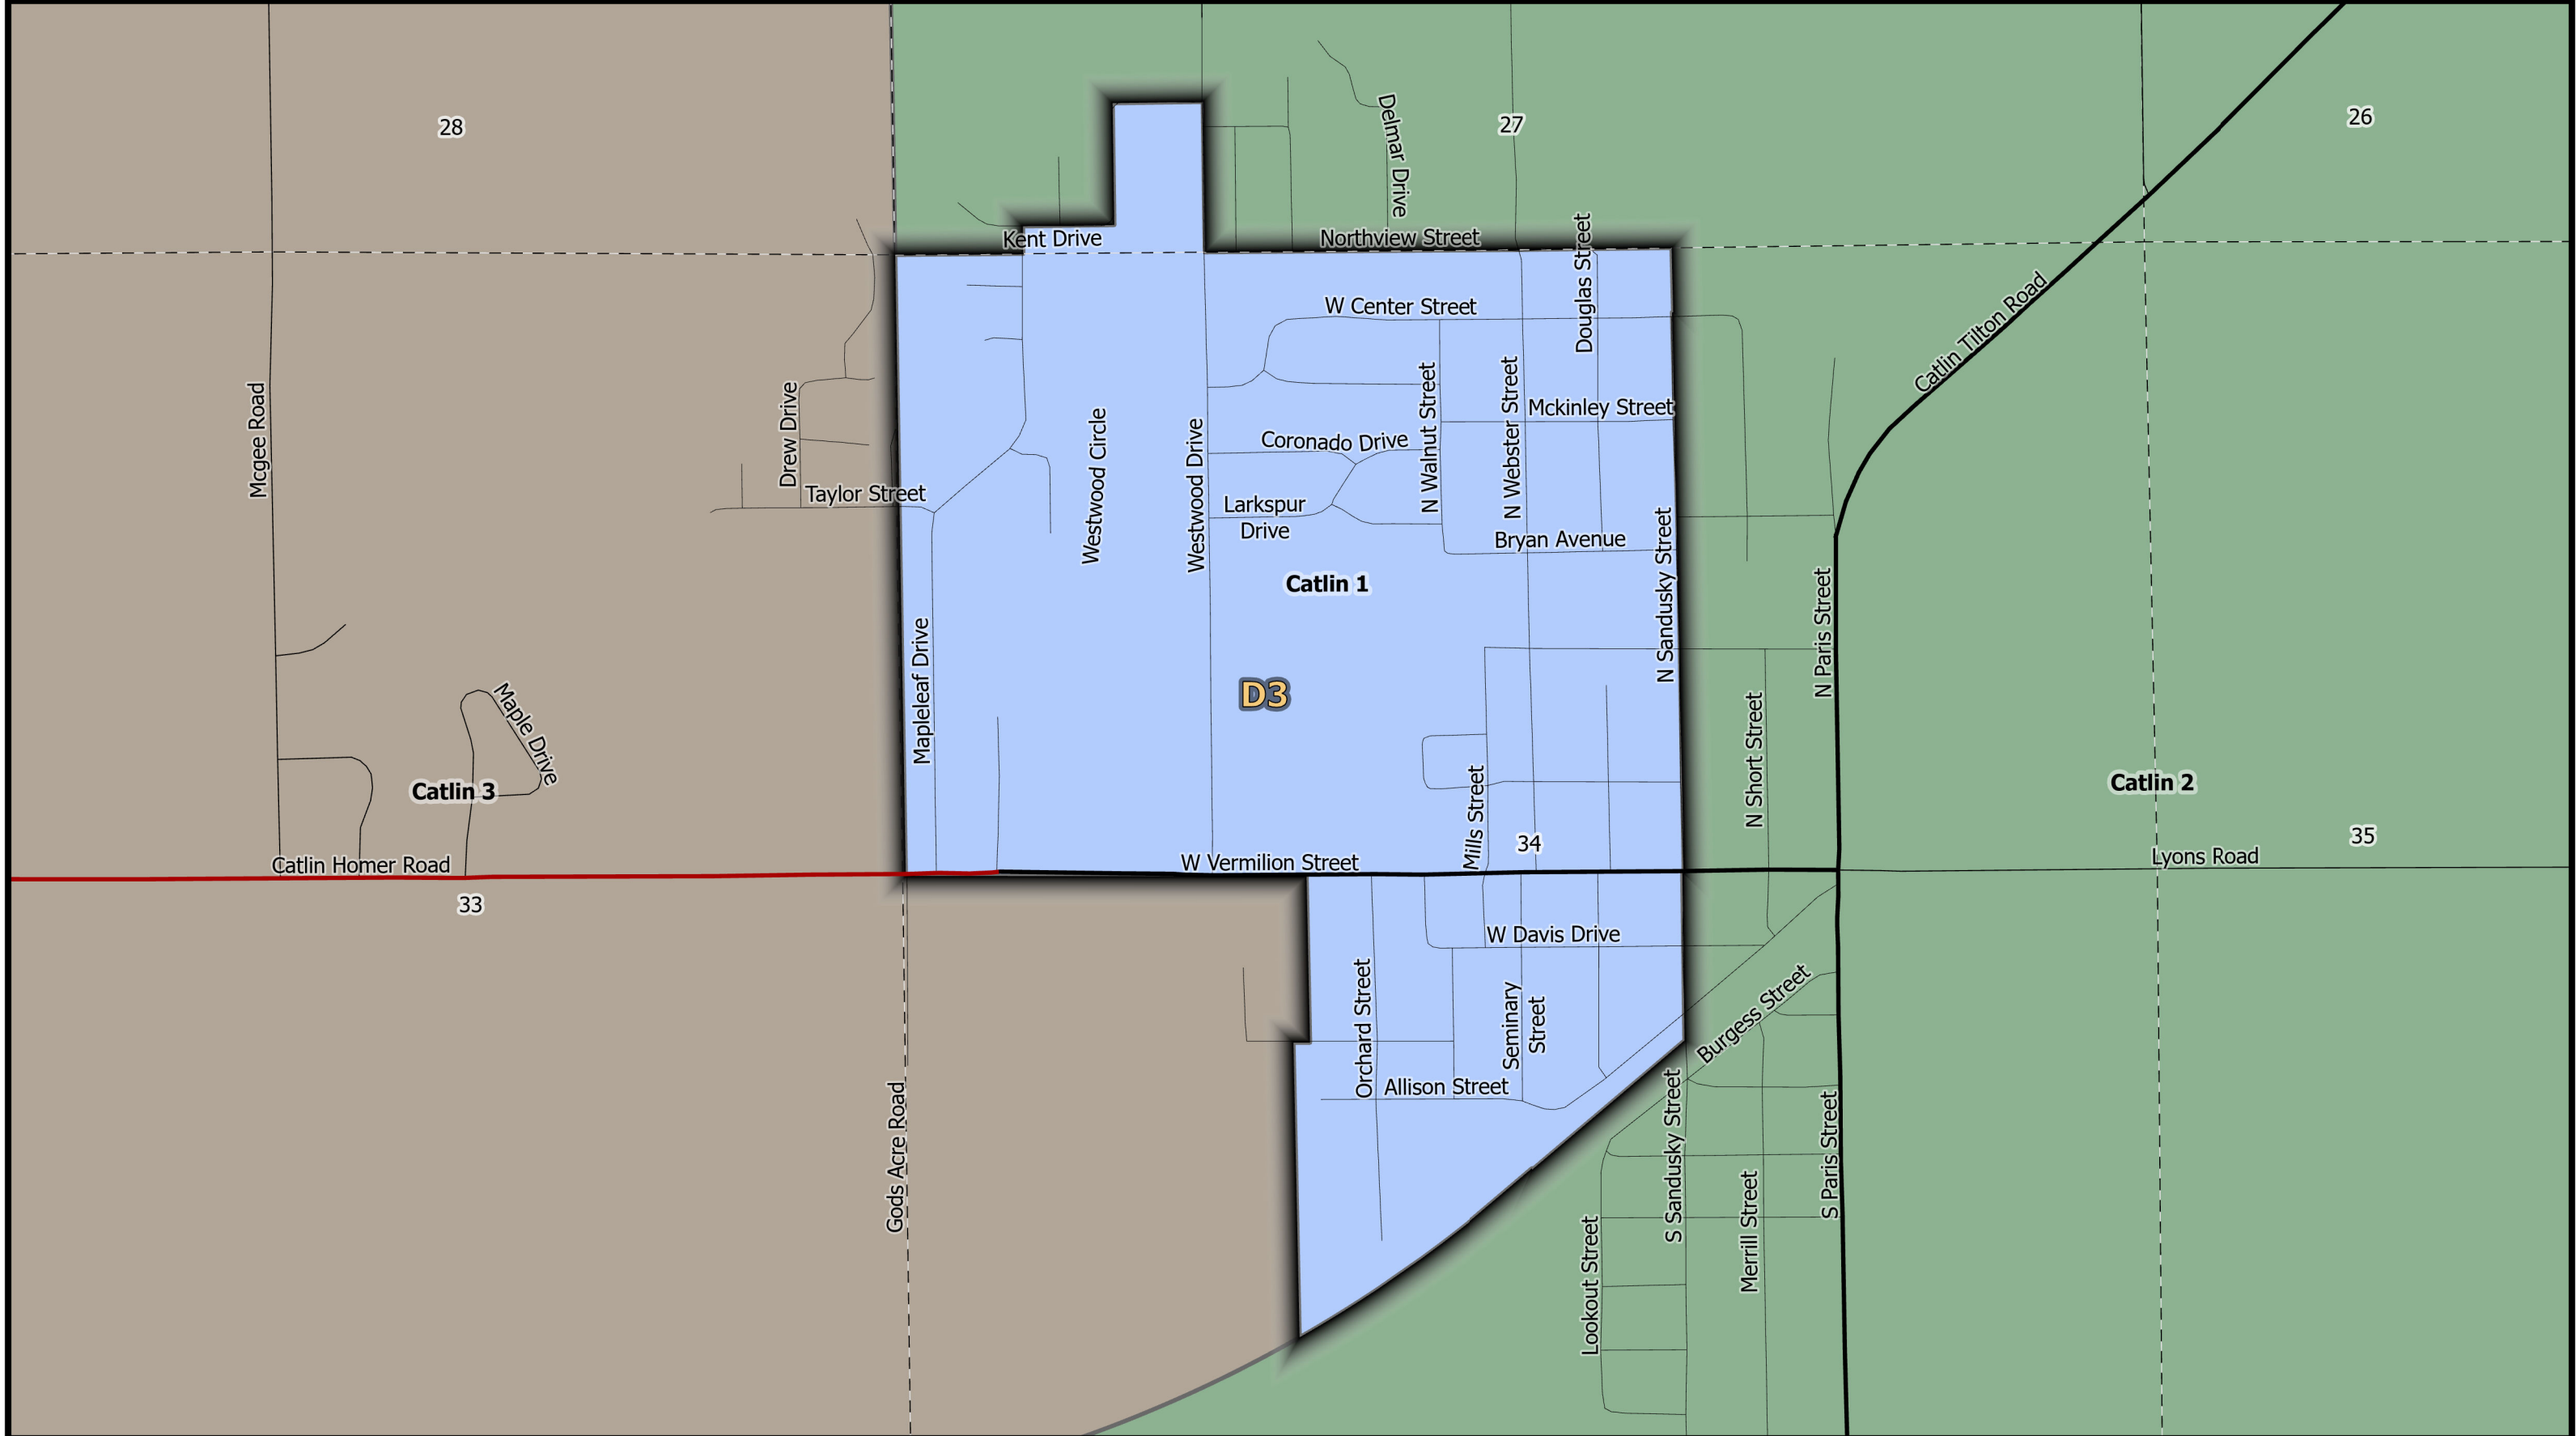 28
27
26
Delmar Drive
Kent Drive
Northview Street
Douglas Street
W Center Street
Catlin Tilton Road
Mcgee Road
Drew Drive
Taylor Street
Westwood Circle
Westwood Drive
Coronado Drive
N Walnut Street
N Webster Street
Mckinley Street
Larkspur
Drive
Bryan Avenue
N Sandusky Street
N Paris Street
Catlin 1
D3
Mapleleaf Drive
Maple Drive
Catlin 3
Mills Street
N Short Street
Catlin 2
34
35
Catlin Homer Road
W Vermilion Street
Lyons Road
33
W Davis Drive
Orchard Street
Seminary
Street
Burgess Street
Allison Street
Gods Acre Road
S Sandusky Street
S Paris Street
Merrill Street
Lookout Street